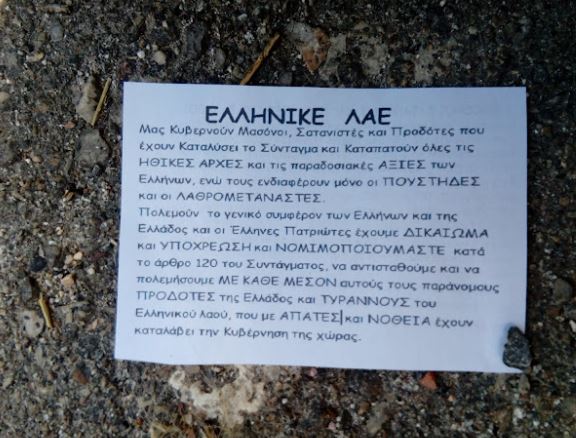 ΕΛΛΗΝΙΚΕ ΛΑΕ
Μας Κυβερνούν Μασόνοι, Σατανιστές και Προδότες που
έχουν Καταλύσει το Σύνταγμα και Καταπατούν όλες τις
ΗΘΙΚΕΣ ΑΡΧΕΣ και τις παραδοσιακές ΑΞΙΕΣ των
Ελλήνων, ενώ τους ενδιαφέρουν μόνο οι ΠΟΥΣΤΗΔΕΣ
και οι ΛΑΘΡΟΜΕΤΑΝΑΣΤΕΣ.
Πολεμούν το γενικό συμφέρον των Ελλήνων και της
Ελλάδος και οι Έλληνες Πατριώτες έχουμε ΔΙΚΑΙΩΜΑ
και ΥΠΟΧΡΕΩΣΗ και ΝΟΜΙΜΟΠΟΙΟΥΜΑΣΤΕ κατά
το άρθρο 120 του Συντάγματος, να αντισταθούμε και να
πολεμήσουμε ΜΕ ΚΑΘΕ ΜΕΣΟΝ αυτούς τους παράνομους
ΠΡΟΔΟΤΕΣ της Ελλάδος και ΤΥΡΑΝΝΟΥΣ του
Ελληνικού λαού, που με ΑΠΑΤΕΣ και ΝΟΘΕΙΑ έχουν
καταλάβει την Κυβέρνηση της χώρας.